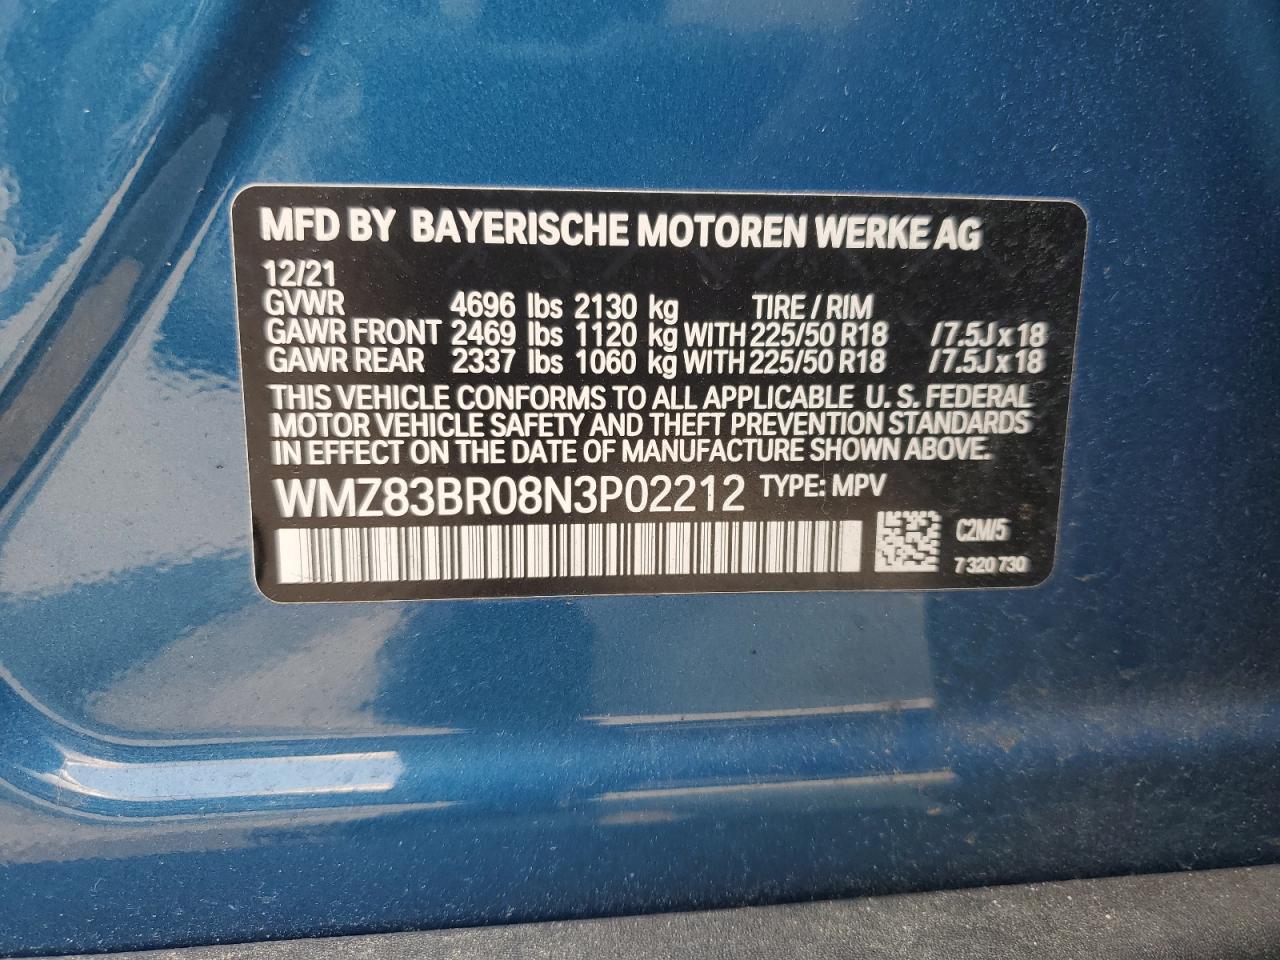 MFD BY BAYERISCHE MOTOREN WERKE AG
12/21
GVWR 4696 lbs 2130 kg TIRE / RIM
GAWR FRONT 2469 lbs 1120 kg WITH 225/50 R18 /7.5J x 18
GAWR REAR 2337 lbs 1060 kg WITH 225/50 R18 /7.5J x 18
THIS VEHICLE CONFORMS TO ALL APPLICABLE U. S. FEDERAL
MOTOR VEHICLE SAFETY AND THEFT PREVENTION STANDARDS
IN EFFECT ON THE DATE OF MANUFACTURE SHOWN ABOVE.
WMZ83BR08N3P02212 TYPE: MPV
C2M/5
7 320 730